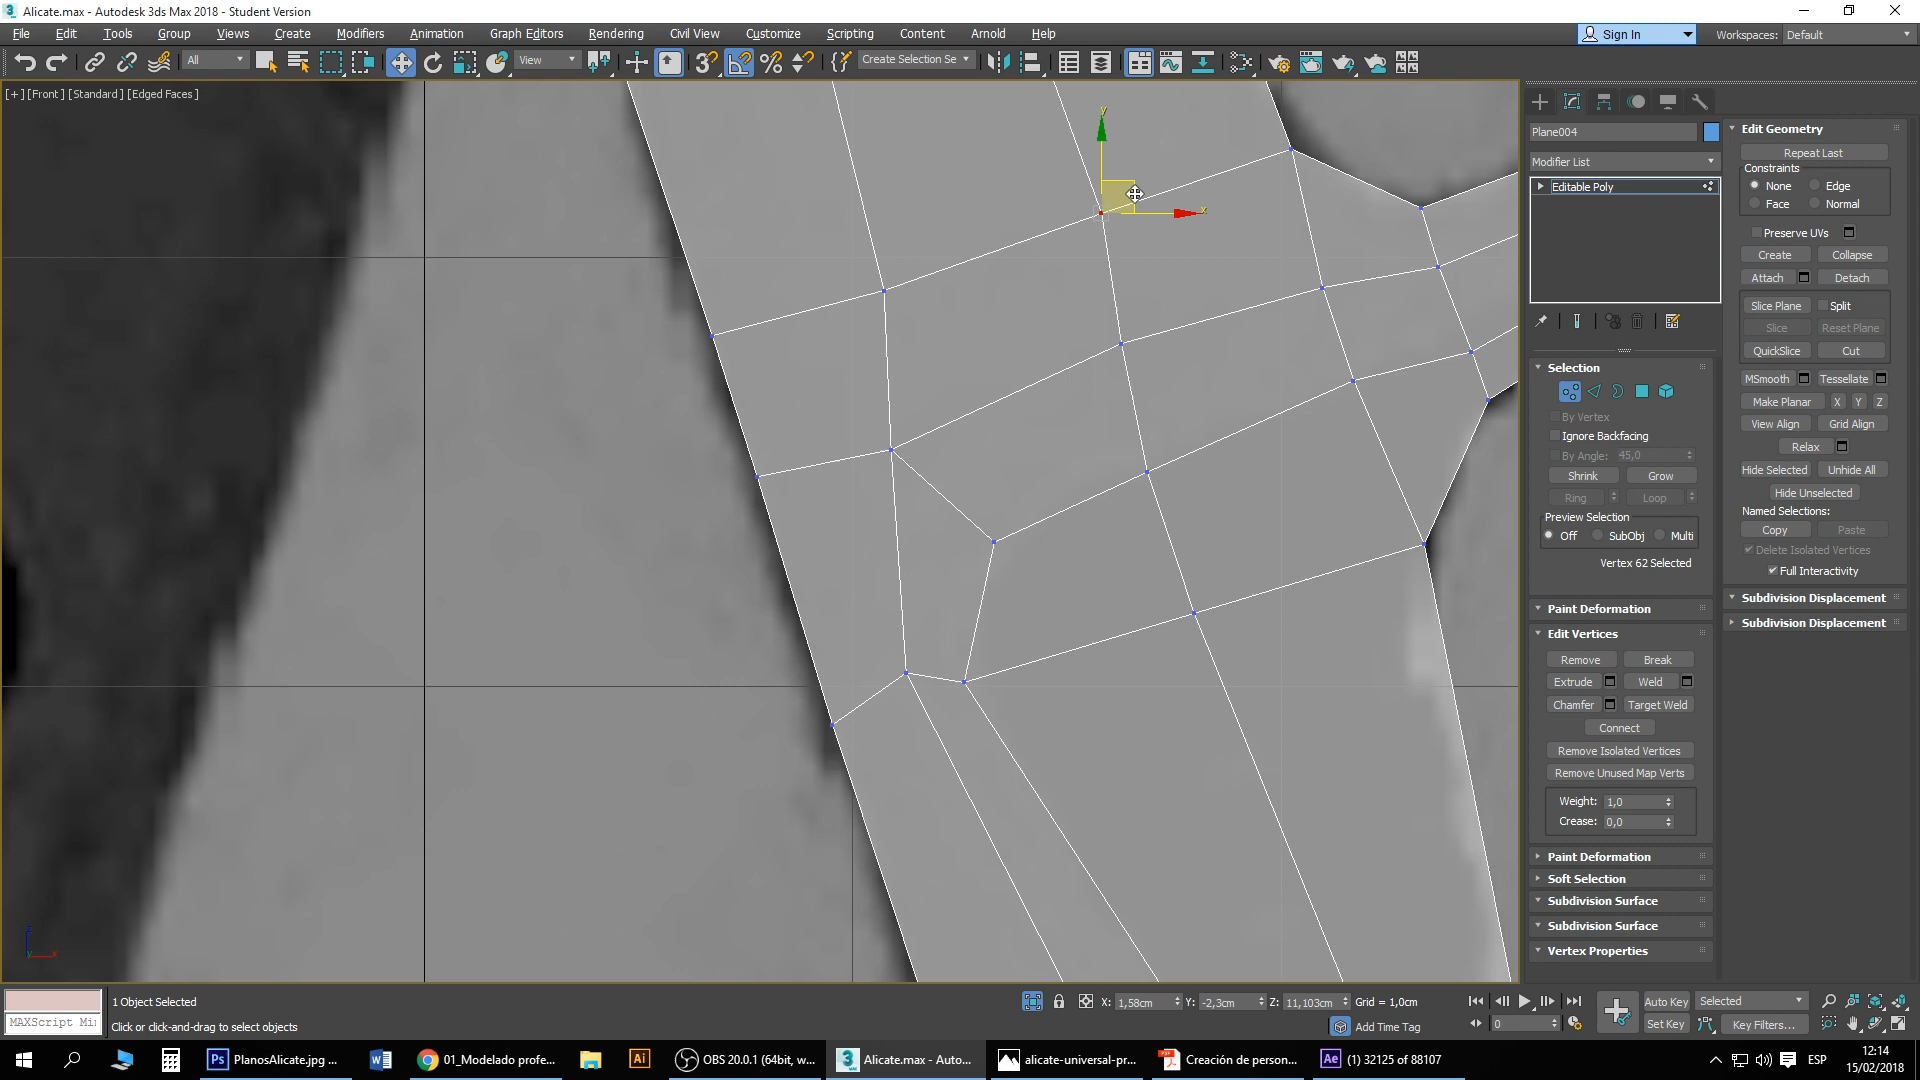 Alicate.max - Autodesk 3ds Max 2018 - Student Version
File Edit Tools Group Views Create Modifiers Animation Graph Editors Rendering Civil View Customize Scripting Content Arnold Help
Sign In Workspaces: Default
All View Create Selection Se
[+] [Front ] [Standard ] [Edged Faces ]
y
x
Plane004
Modifier List
Editable Poly
Selection
By Vertex
Ignore Backfacing
By Angle: 45,0
Shrink Grow
Ring Loop
Preview Selection
Off SubObj Multi
Vertex 62 Selected
Paint Deformation
Edit Vertices
Remove Break
Extrude Weld
Chamfer Target Weld
Connect
Remove Isolated Vertices
Remove Unused Map Verts
Weight: 1,0
Crease: 0,0
Paint Deformation
Soft Selection
Subdivision Surface
Subdivision Surface
Vertex Properties
Edit Geometry
Repeat Last
Constraints
None Edge
Face Normal
Preserve UVs
Create Collapse
Attach Detach
Slice Plane Split
Slice Reset Plane
QuickSlice Cut
MSmooth Tessellate
Make Planar X Y Z
View Align Grid Align
Relax
Hide Selected Unhide All
Hide Unselected
Named Selections:
Copy Paste
Delete Isolated Vertices
Full Interactivity
Subdivision Displacement
Subdivision Displacement
MAXScript Mi
1 Object Selected
Click or click-and-drag to select objects
X: 1,58cm Y: -2,3cm Z: 11,103cm Grid = 1,0cm
Add Time Tag
0
Auto Key Selected
Set Key Key Filters...
PlanosAlicate.jpg ...
01_Modelado profe...
OBS 20.0.1 (64bit, w...
Alicate.max - Auto...
alicate-universal-pr...
Creación de person...
(1) 32125 of 88107
ESP
12:14
15/02/2018